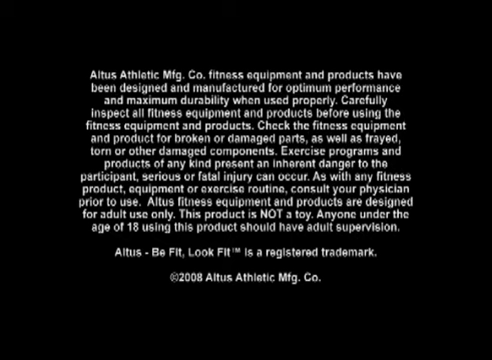 Altus Athletic Mfg. Co. fitness equipment and products have
been designed and manufactured for optimum performance
and maximum durability when used properly. Carefully
inspect all fitness equipment and products before using the
fitness equipment and products. Check the fitness equipment
and product for broken or damaged parts, as well as frayed,
torn or other damaged components. Exercise programs and
products of any kind present an inherent danger to the
participant, serious or fatal injury can occur. As with any fitness
product, equipment or exercise routine, consult your physician
prior to use. Altus fitness equipment and products are designed
for adult use only. This product is NOT a toy. Anyone under the
age of 18 using this product should have adult supervision.
Altus - Be Fit, Look Fit™ is a registered trademark.
©2008 Altus Athletic Mfg. Co.